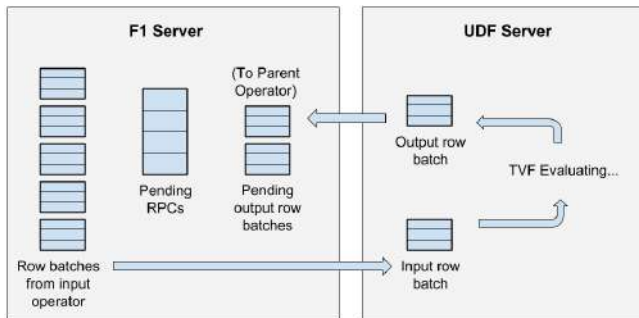 F1 Server
UDF Server
(To Parent
Operator)
Pending
RPCs
Pending
output row
batches
Row batches
from input
operator
Output row
batch
TVF Evaluating...
Input row
batch